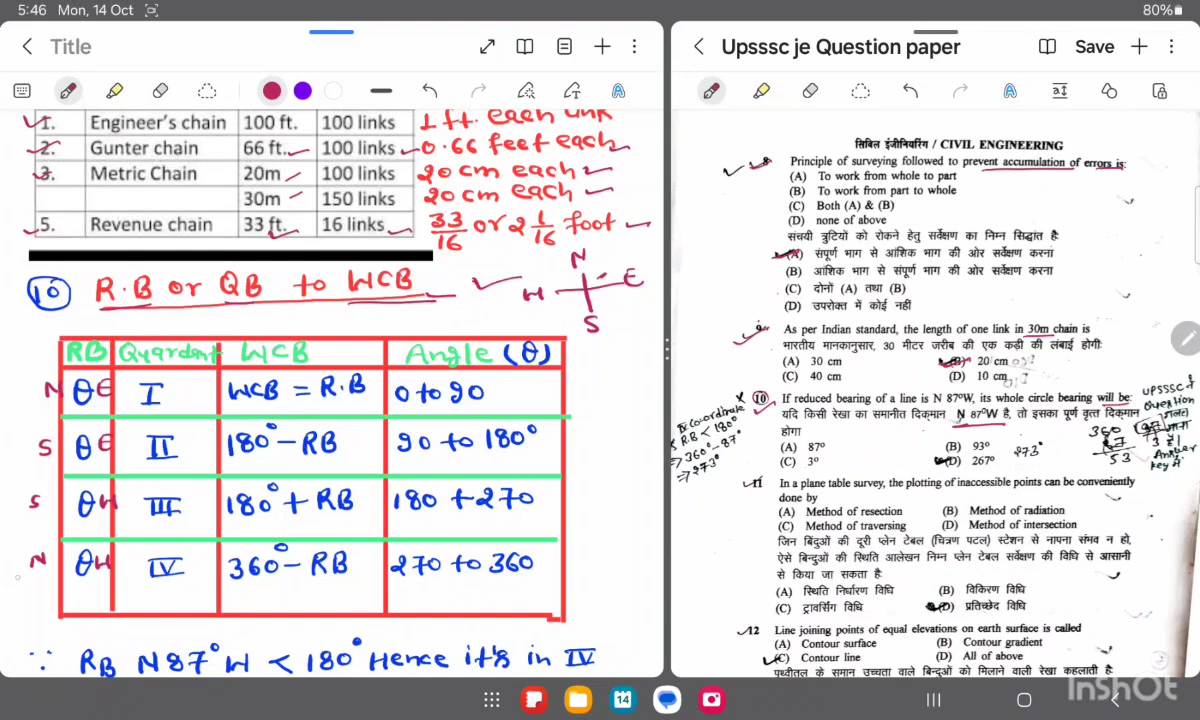 5:46 Mon, 14 Oct
80%
Title
1. Engineer's chain 100 ft. 100 links 1 ft. each link
2. Gunter chain 66 ft. 100 links 0.66 feet each
3. Metric Chain 20m 100 links 20 cm each
30m 150 links 20 cm each
5. Revenue chain 33 ft. 16 links 33/16 or 2 1/16 foot
10 R.B or QB to WCB
N
W E
S
RB Quardant WCB Angle (θ)
N θ E I WCB = R.B 0 to 90
S θ E II 180° - RB 90 to 180°
S θ W III 180° + RB 180 + 270
N θ W IV 360° - RB 270 to 360
∵ RB N87°W < 180° Hence it's in IV
Upsssc je Question paper
Save
सिविल इंजीनियरिंग / CIVIL ENGINEERING
8 Principle of surveying followed to prevent accumulation of errors is:
(A) To work from whole to part
(B) To work from part to whole
(C) Both (A) & (B)
(D) none of above
संचयी त्रुटियों को रोकने हेतु सर्वेक्षण का निम्न सिद्धांत है
(A) संपूर्ण भाग से आंशिक भाग की ओर सर्वेक्षण करना
(B) आंशिक भाग से संपूर्ण भाग की ओर सर्वेक्षण करना
(C) दोनों (A) तथा (B)
(D) उपरोक्त में कोई नहीं
As per Indian standard, the length of one link in 30m chain is
भारतीय मानकानुसार, 30 मीटर जरीब की एक कड़ी की लंबाई होगी
(A) 30 cm (B) 20 cm
(C) 40 cm (D) 10 cm
10 If reduced bearing of a line is N 87°W, its whole circle bearing will be:
यदि किसी रेखा का समानीत दिक्मान N 87°W है, तो इसका पूर्ण वृत्त दिक्मान
होगा
(A) 87° (B) 93°
(C) 3° (D) 267° 273°
R.B < 180°
⇒ 360° - 87°
⇒ 273°
UPSSSC
Question
360
53
Answer
key
11 In a plane table survey, the plotting of inaccessible points can be conveniently
done by
(A) Method of resection (B) Method of radiation
(C) Method of traversing (D) Method of intersection
जिन बिंदुओं की दूरी प्लेन टेबल (चित्रण पटल) स्टेशन से नापना संभव न हो,
ऐसे बिन्दुओं की स्थिति आलेखन निम्न प्लेन टेबल सर्वेक्षण की विधि से आसानी
से किया जा सकता है
(A) स्थिति निर्धारण विधि (B) विकिरण विधि
(C) ट्रावर्सिंग विधि (D) प्रतिच्छेद विधि
12 Line joining points of equal elevations on earth surface is called
(A) Contour surface (B) Contour gradient
(C) Contour line (D) All of above
पृथ्वीतल के समान उच्चता वाले बिन्दुओं को मिलाने वाली रेखा कहलाती है
InShOt
14